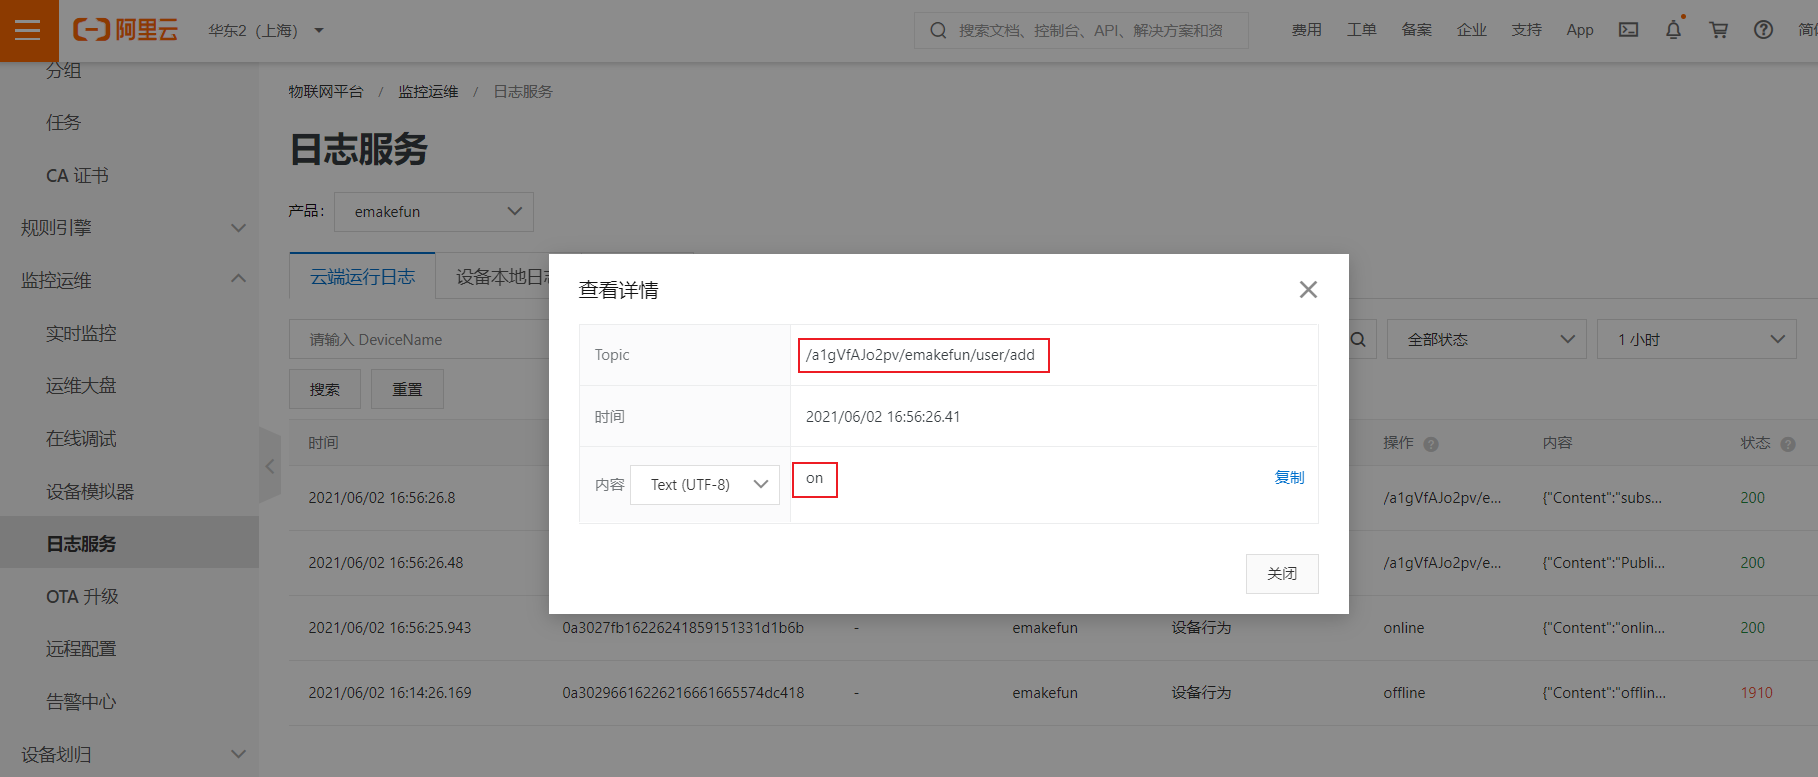 阿里云
华东2（上海）
搜索文档、控制台、API、解决方案和资
费用
工单
备案
企业
支持
App
分组
任务
CA 证书
规则引擎
监控运维
实时监控
运维大盘
在线调试
设备模拟器
日志服务
OTA 升级
远程配置
告警中心
设备划归
物联网平台 / 监控运维 / 日志服务
日志服务
产品：
emakefun
云端运行日志
设备本地日志
请输入 DeviceName
全部状态
1 小时
搜索
重置
时间
操作
内容
状态
2021/06/02 16:56:26.8
/a1gVfAJo2pv/e...
{"Content":"subs...
200
2021/06/02 16:56:26.48
/a1gVfAJo2pv/e...
{"Content":"Publi...
200
2021/06/02 16:56:25.943
0a3027fb16226241859151331d1b6b
-
emakefun
设备行为
online
{"Content":"onlin...
200
2021/06/02 16:14:26.169
0a30296616226216661665574dc418
-
emakefun
设备行为
offline
{"Content":"offlin...
1910
查看详情
Topic
/a1gVfAJo2pv/emakefun/user/add
时间
2021/06/02 16:56:26.41
内容
Text (UTF-8)
on
复制
关闭